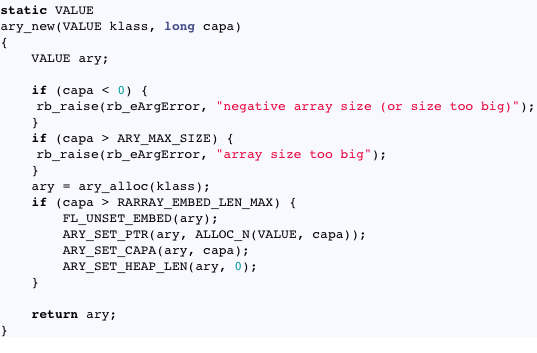 static VALUE
ary_new(VALUE klass, long capa)
{
    VALUE ary;

    if (capa < 0) {
     rb_raise(rb_eArgError, "negative array size (or size too big)");
    }
    if (capa > ARY_MAX_SIZE) {
     rb_raise(rb_eArgError, "array size too big");
    }
    ary = ary_alloc(klass);
    if (capa > RARRAY_EMBED_LEN_MAX) {
        FL_UNSET_EMBED(ary);
        ARY_SET_PTR(ary, ALLOC_N(VALUE, capa));
        ARY_SET_CAPA(ary, capa);
        ARY_SET_HEAP_LEN(ary, 0);
    }

    return ary;
}